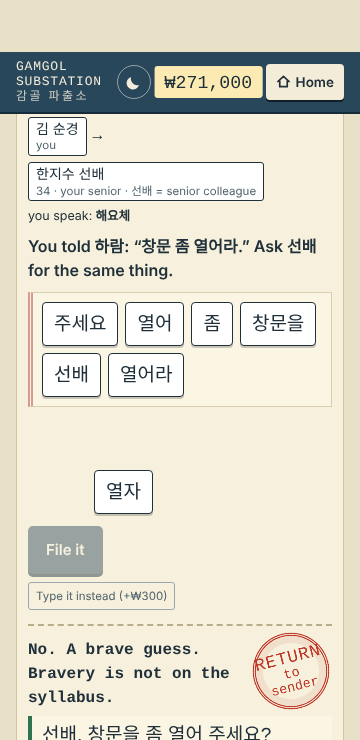 GAMGOL
SUBSTATION
감골 파출소
₩271,000
Home
김 순경
you
→
한지수 선배
34 · your senior · 선배 = senior colleague
you speak: 해요체
You told 하람: “창문 좀 열어라.” Ask 선배
for the same thing.
주세요 열어 좀 창문을
선배 열어라
열자
File it
Type it instead (+₩300)
No. A brave guess.
Bravery is not on the
syllabus.
RETURN
to
sender
선배, 창문을 좀 열어 주세요?